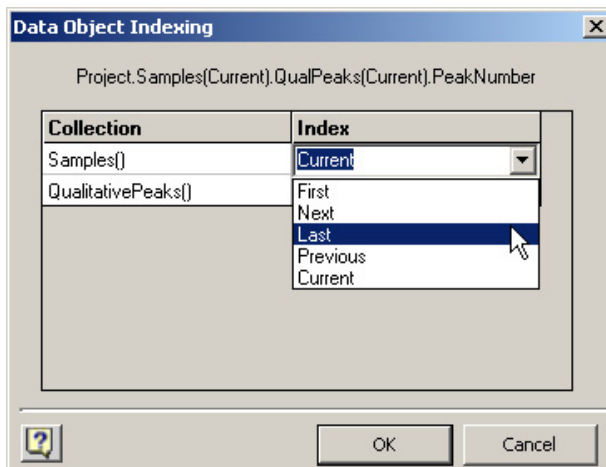 Data Object Indexing
Project.Samples(Current).QualPeaks(Current).PeakNumber
Collection Index
Samples() Current
QualitativePeaks()
First
Next
Last
Previous
Current
OK Cancel